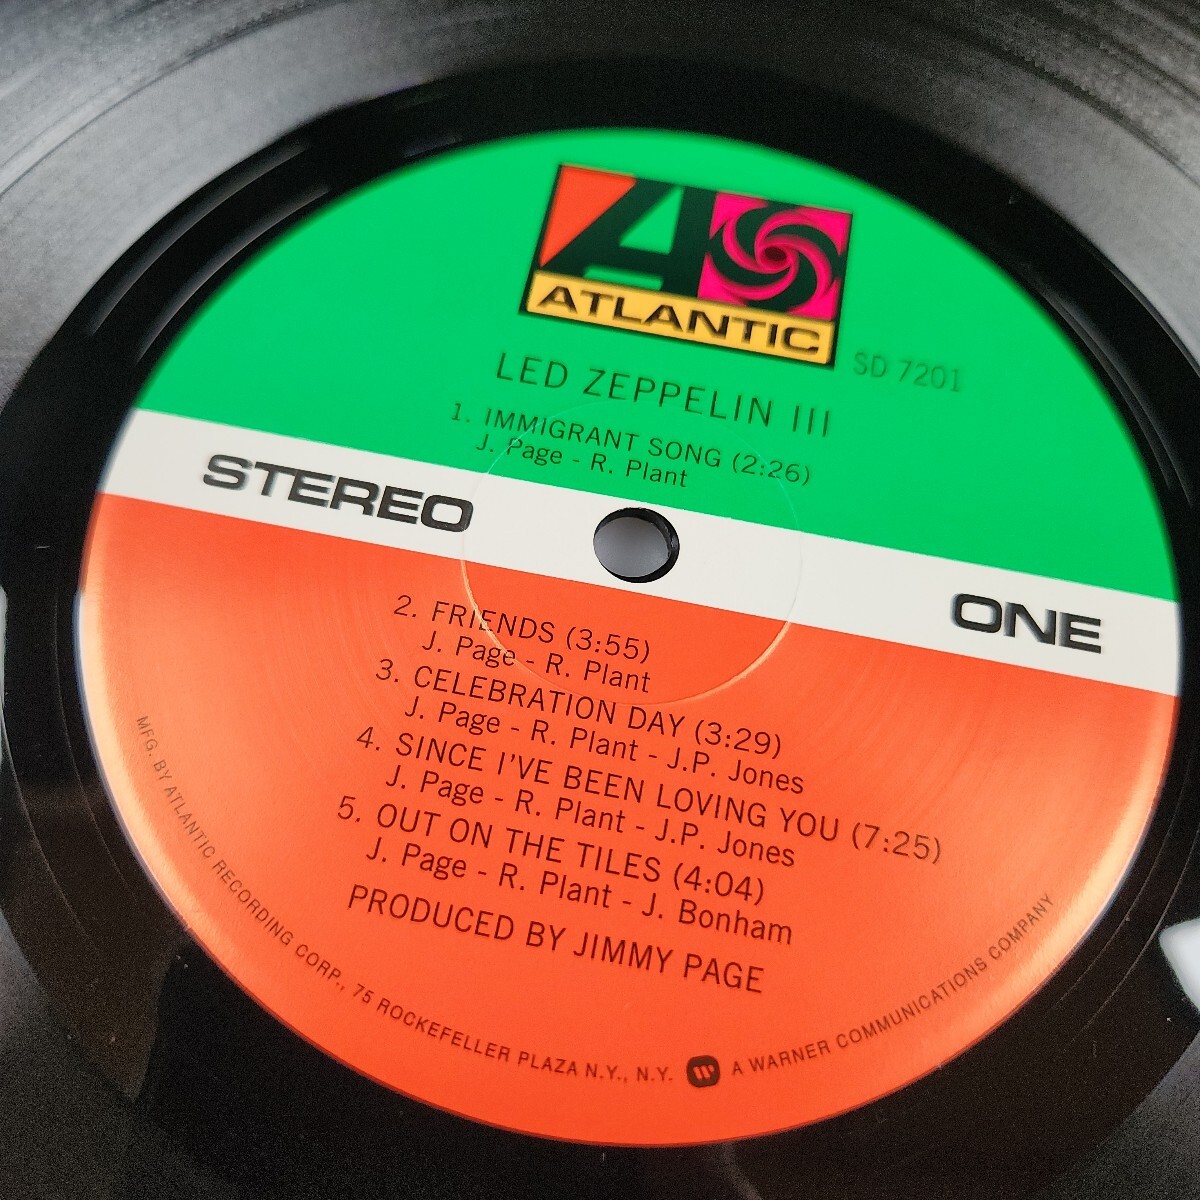 ATLANTIC
SD 7201
LED ZEPPELIN III
1. IMMIGRANT SONG (2:26)
J. Page - R. Plant
STEREO
ONE
2. FRIENDS (3:55)
J. Page - R. Plant
3. CELEBRATION DAY (3:29)
J. Page - R. Plant - J.P. Jones
4. SINCE I'VE BEEN LOVING YOU (7:25)
J. Page - R. Plant - J.P. Jones
5. OUT ON THE TILES (4:04)
J. Page - R. Plant - J. Bonham
PRODUCED BY JIMMY PAGE
MFG. BY ATLANTIC RECORDING CORP., 75 ROCKEFELLER PLAZA N.Y., N.Y. A WARNER COMMUNICATIONS COMPANY